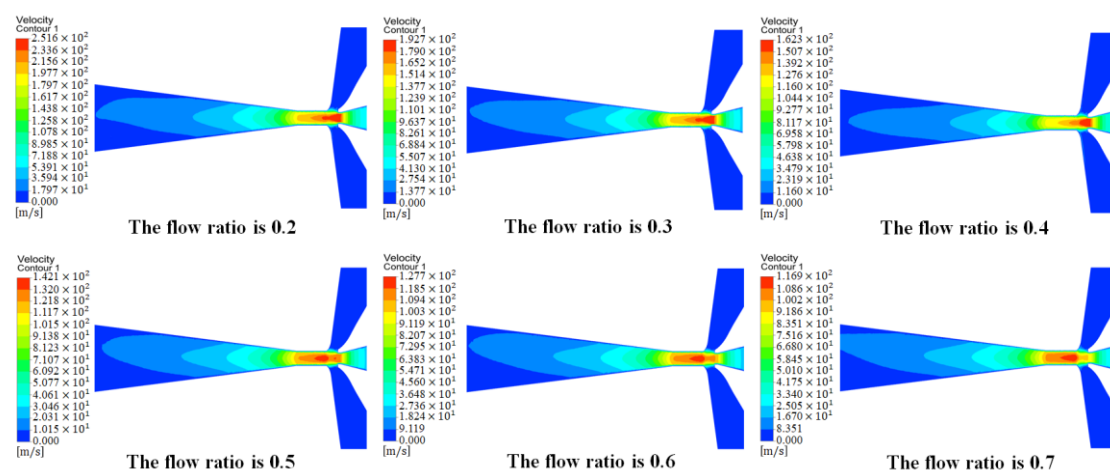 Velocity
Contour 1
2.516 × 10²
2.336 × 10²
2.156 × 10²
1.977 × 10²
1.797 × 10²
1.617 × 10²
1.438 × 10²
1.258 × 10²
1.078 × 10²
8.985 × 10¹
7.188 × 10¹
5.391 × 10¹
3.594 × 10¹
1.797 × 10¹
0.000
[m/s]
The flow ratio is 0.2
Velocity
Contour 1
1.927 × 10²
1.790 × 10²
1.652 × 10²
1.514 × 10²
1.377 × 10²
1.239 × 10²
1.101 × 10²
9.637 × 10¹
8.261 × 10¹
6.884 × 10¹
5.507 × 10¹
4.130 × 10¹
2.754 × 10¹
1.377 × 10¹
0.000
[m/s]
The flow ratio is 0.3
Velocity
Contour 1
1.623 × 10²
1.507 × 10²
1.392 × 10²
1.276 × 10²
1.160 × 10²
1.044 × 10²
9.277 × 10¹
8.117 × 10¹
6.958 × 10¹
5.798 × 10¹
4.638 × 10¹
3.479 × 10¹
2.319 × 10¹
1.160 × 10¹
0.000
[m/s]
The flow ratio is 0.4
Velocity
Contour 1
1.421 × 10²
1.320 × 10²
1.218 × 10²
1.117 × 10²
1.015 × 10²
9.138 × 10¹
8.123 × 10¹
7.107 × 10¹
6.092 × 10¹
5.077 × 10¹
4.061 × 10¹
3.046 × 10¹
2.031 × 10¹
1.015 × 10¹
0.000
[m/s]
The flow ratio is 0.5
Velocity
Contour 1
1.277 × 10²
1.185 × 10²
1.094 × 10²
1.003 × 10²
9.119 × 10¹
8.207 × 10¹
7.295 × 10¹
6.383 × 10¹
5.471 × 10¹
4.560 × 10¹
3.648 × 10¹
2.736 × 10¹
1.824 × 10¹
9.119
0.000
[m/s]
The flow ratio is 0.6
Velocity
Contour 1
1.169 × 10²
1.086 × 10²
1.002 × 10²
9.186 × 10¹
8.351 × 10¹
7.516 × 10¹
6.680 × 10¹
5.845 × 10¹
5.010 × 10¹
4.175 × 10¹
3.340 × 10¹
2.505 × 10¹
1.670 × 10¹
8.351
0.000
[m/s]
The flow ratio is 0.7